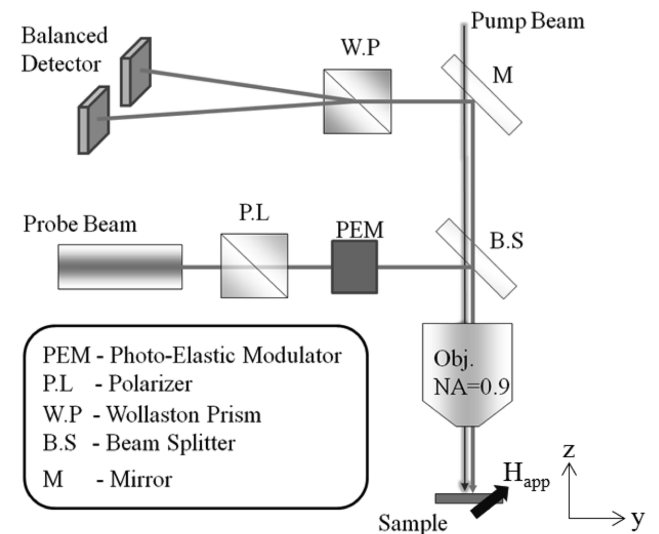 Pump Beam
Balanced
Detector
W.P
M
Probe Beam
P.L
PEM
B.S
PEM - Photo-Elastic Modulator
P.L - Polarizer
W.P - Wollaston Prism
B.S - Beam Splitter
M - Mirror
Obj.
NA=0.9
Happ
z
y
Sample